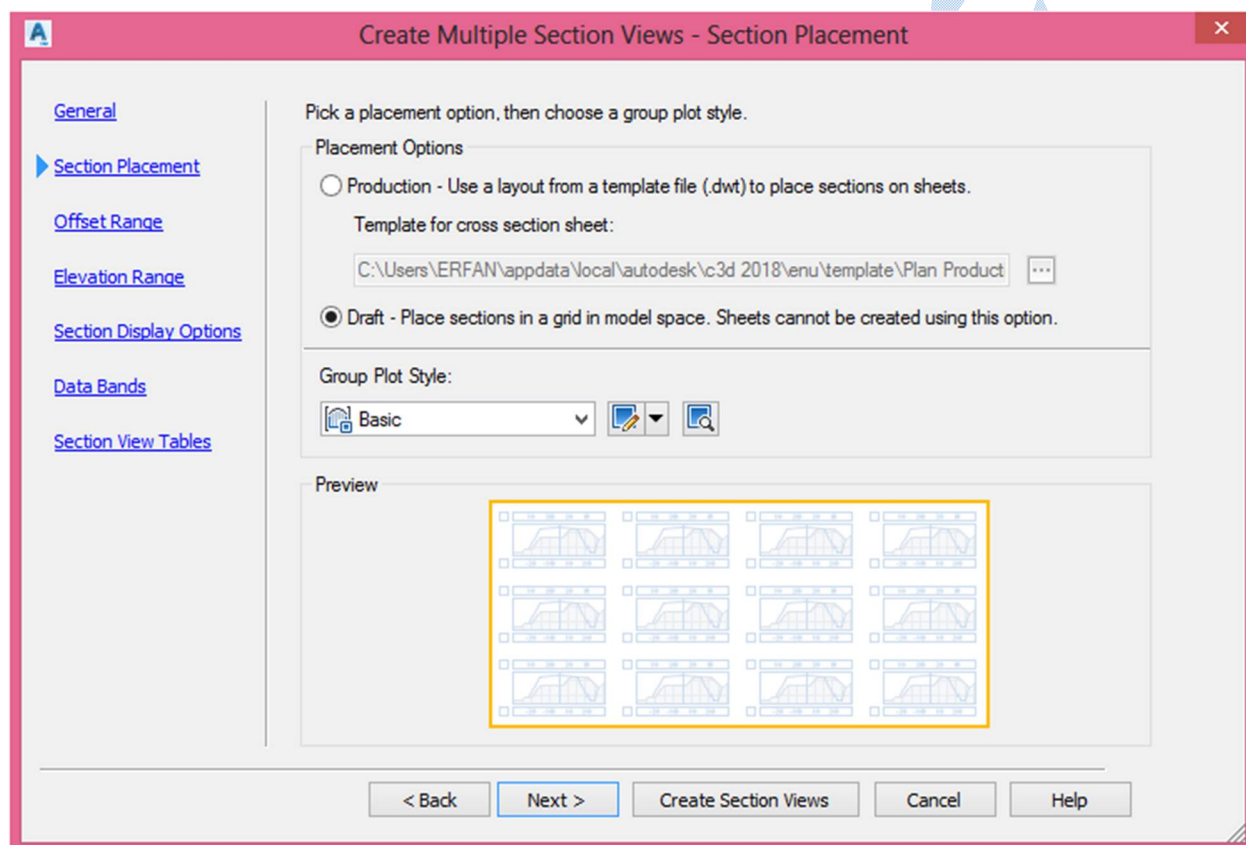 Create Multiple Section Views - Section Placement
General
Section Placement
Offset Range
Elevation Range
Section Display Options
Data Bands
Section View Tables
Pick a placement option, then choose a group plot style.
Placement Options
Production - Use a layout from a template file (.dwt) to place sections on sheets.
Template for cross section sheet:
C:\Users\ERFAN\appdata\local\autodesk\c3d 2018\enu\template\Plan Product
Draft - Place sections in a grid in model space. Sheets cannot be created using this option.
Group Plot Style:
Basic
Preview
< Back
Next >
Create Section Views
Cancel
Help